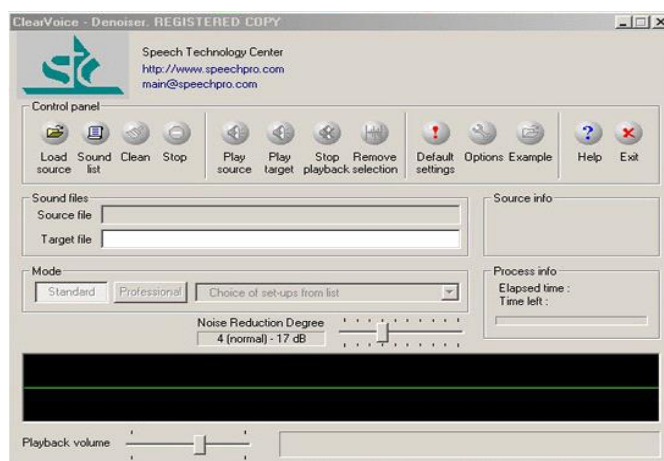 ClearVoice - Denoiser. REGISTERED COPY
stc
Speech Technology Center
http://www.speechpro.com
main@speechpro.com
Control panel
Load source
Sound list
Clean
Stop
Play source
Play target
Stop playback
Remove selection
Default settings
Options
Example
Help
Exit
Sound files
Source file
Target file
Source info
Mode
Standard
Professional
Choice of set-ups from list
Process info
Elapsed time :
Time left :
Noise Reduction Degree
4 (normal) - 17 dB
Playback volume